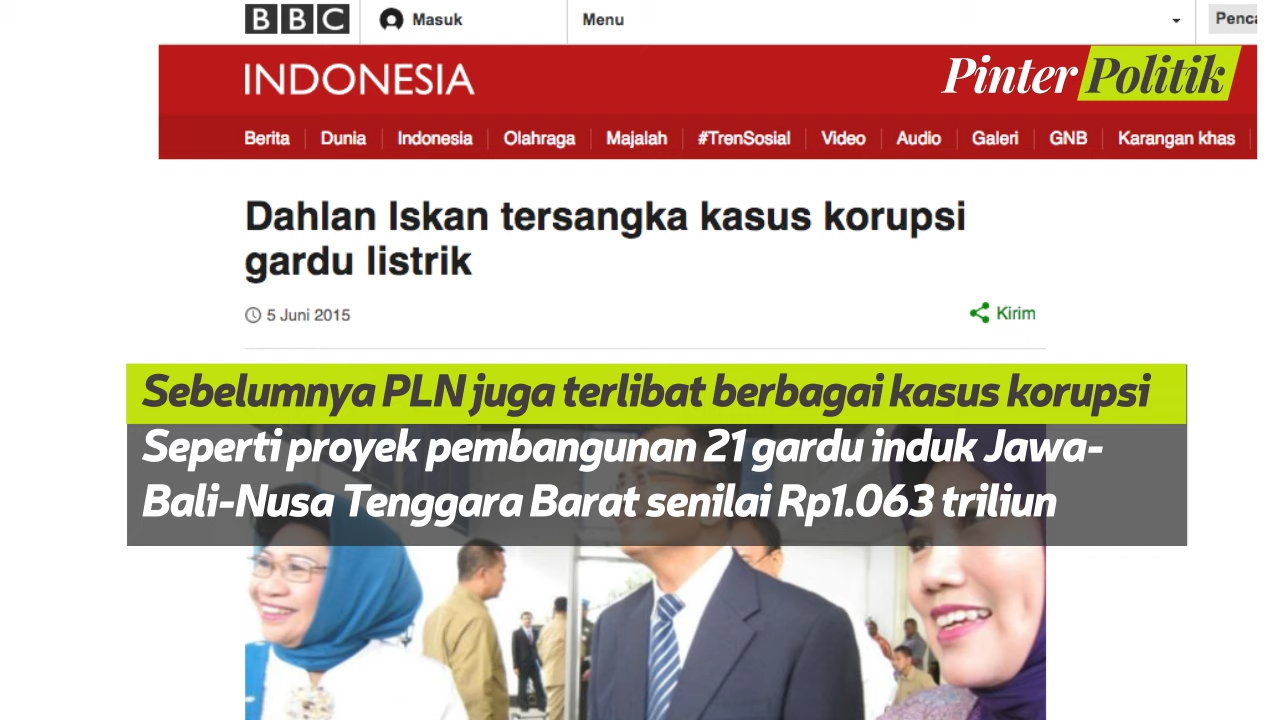 BBC Masuk Menu Penca
INDONESIA
Pinter Politik
Berita Dunia Indonesia Olahraga Majalah #TrenSosial Video Audio Galeri GNB Karangan khas
Dahlan Iskan tersangka kasus korupsi
gardu listrik
5 Juni 2015
Kirim
Sebelumnya PLN juga terlibat berbagai kasus korupsi
Seperti proyek pembangunan 21 gardu induk Jawa-
Bali-Nusa Tenggara Barat senilai Rp1.063 triliun